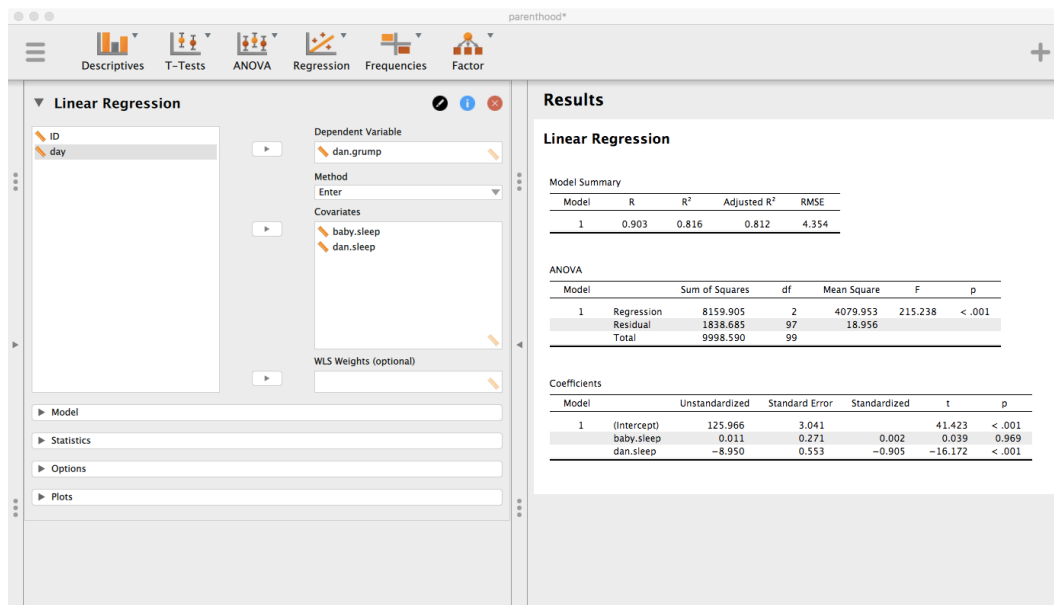 parenthood*
Descriptives T-Tests ANOVA Regression Frequencies Factor
Linear Regression
ID
day
Dependent Variable
dan.grump
Method
Enter
Covariates
baby.sleep
dan.sleep
WLS Weights (optional)
Model
Statistics
Options
Plots
Results
Linear Regression
Model Summary
Model R R² Adjusted R² RMSE
1 0.903 0.816 0.812 4.354
ANOVA
Model Sum of Squares df Mean Square F p
1 Regression 8159.905 2 4079.953 215.238 < .001
Residual 1838.685 97 18.956
Total 9998.590 99
Coefficients
Model Unstandardized Standard Error Standardized t p
1 (Intercept) 125.966 3.041 41.423 < .001
baby.sleep 0.011 0.271 0.002 0.039 0.969
dan.sleep −8.950 0.553 −0.905 −16.172 < .001